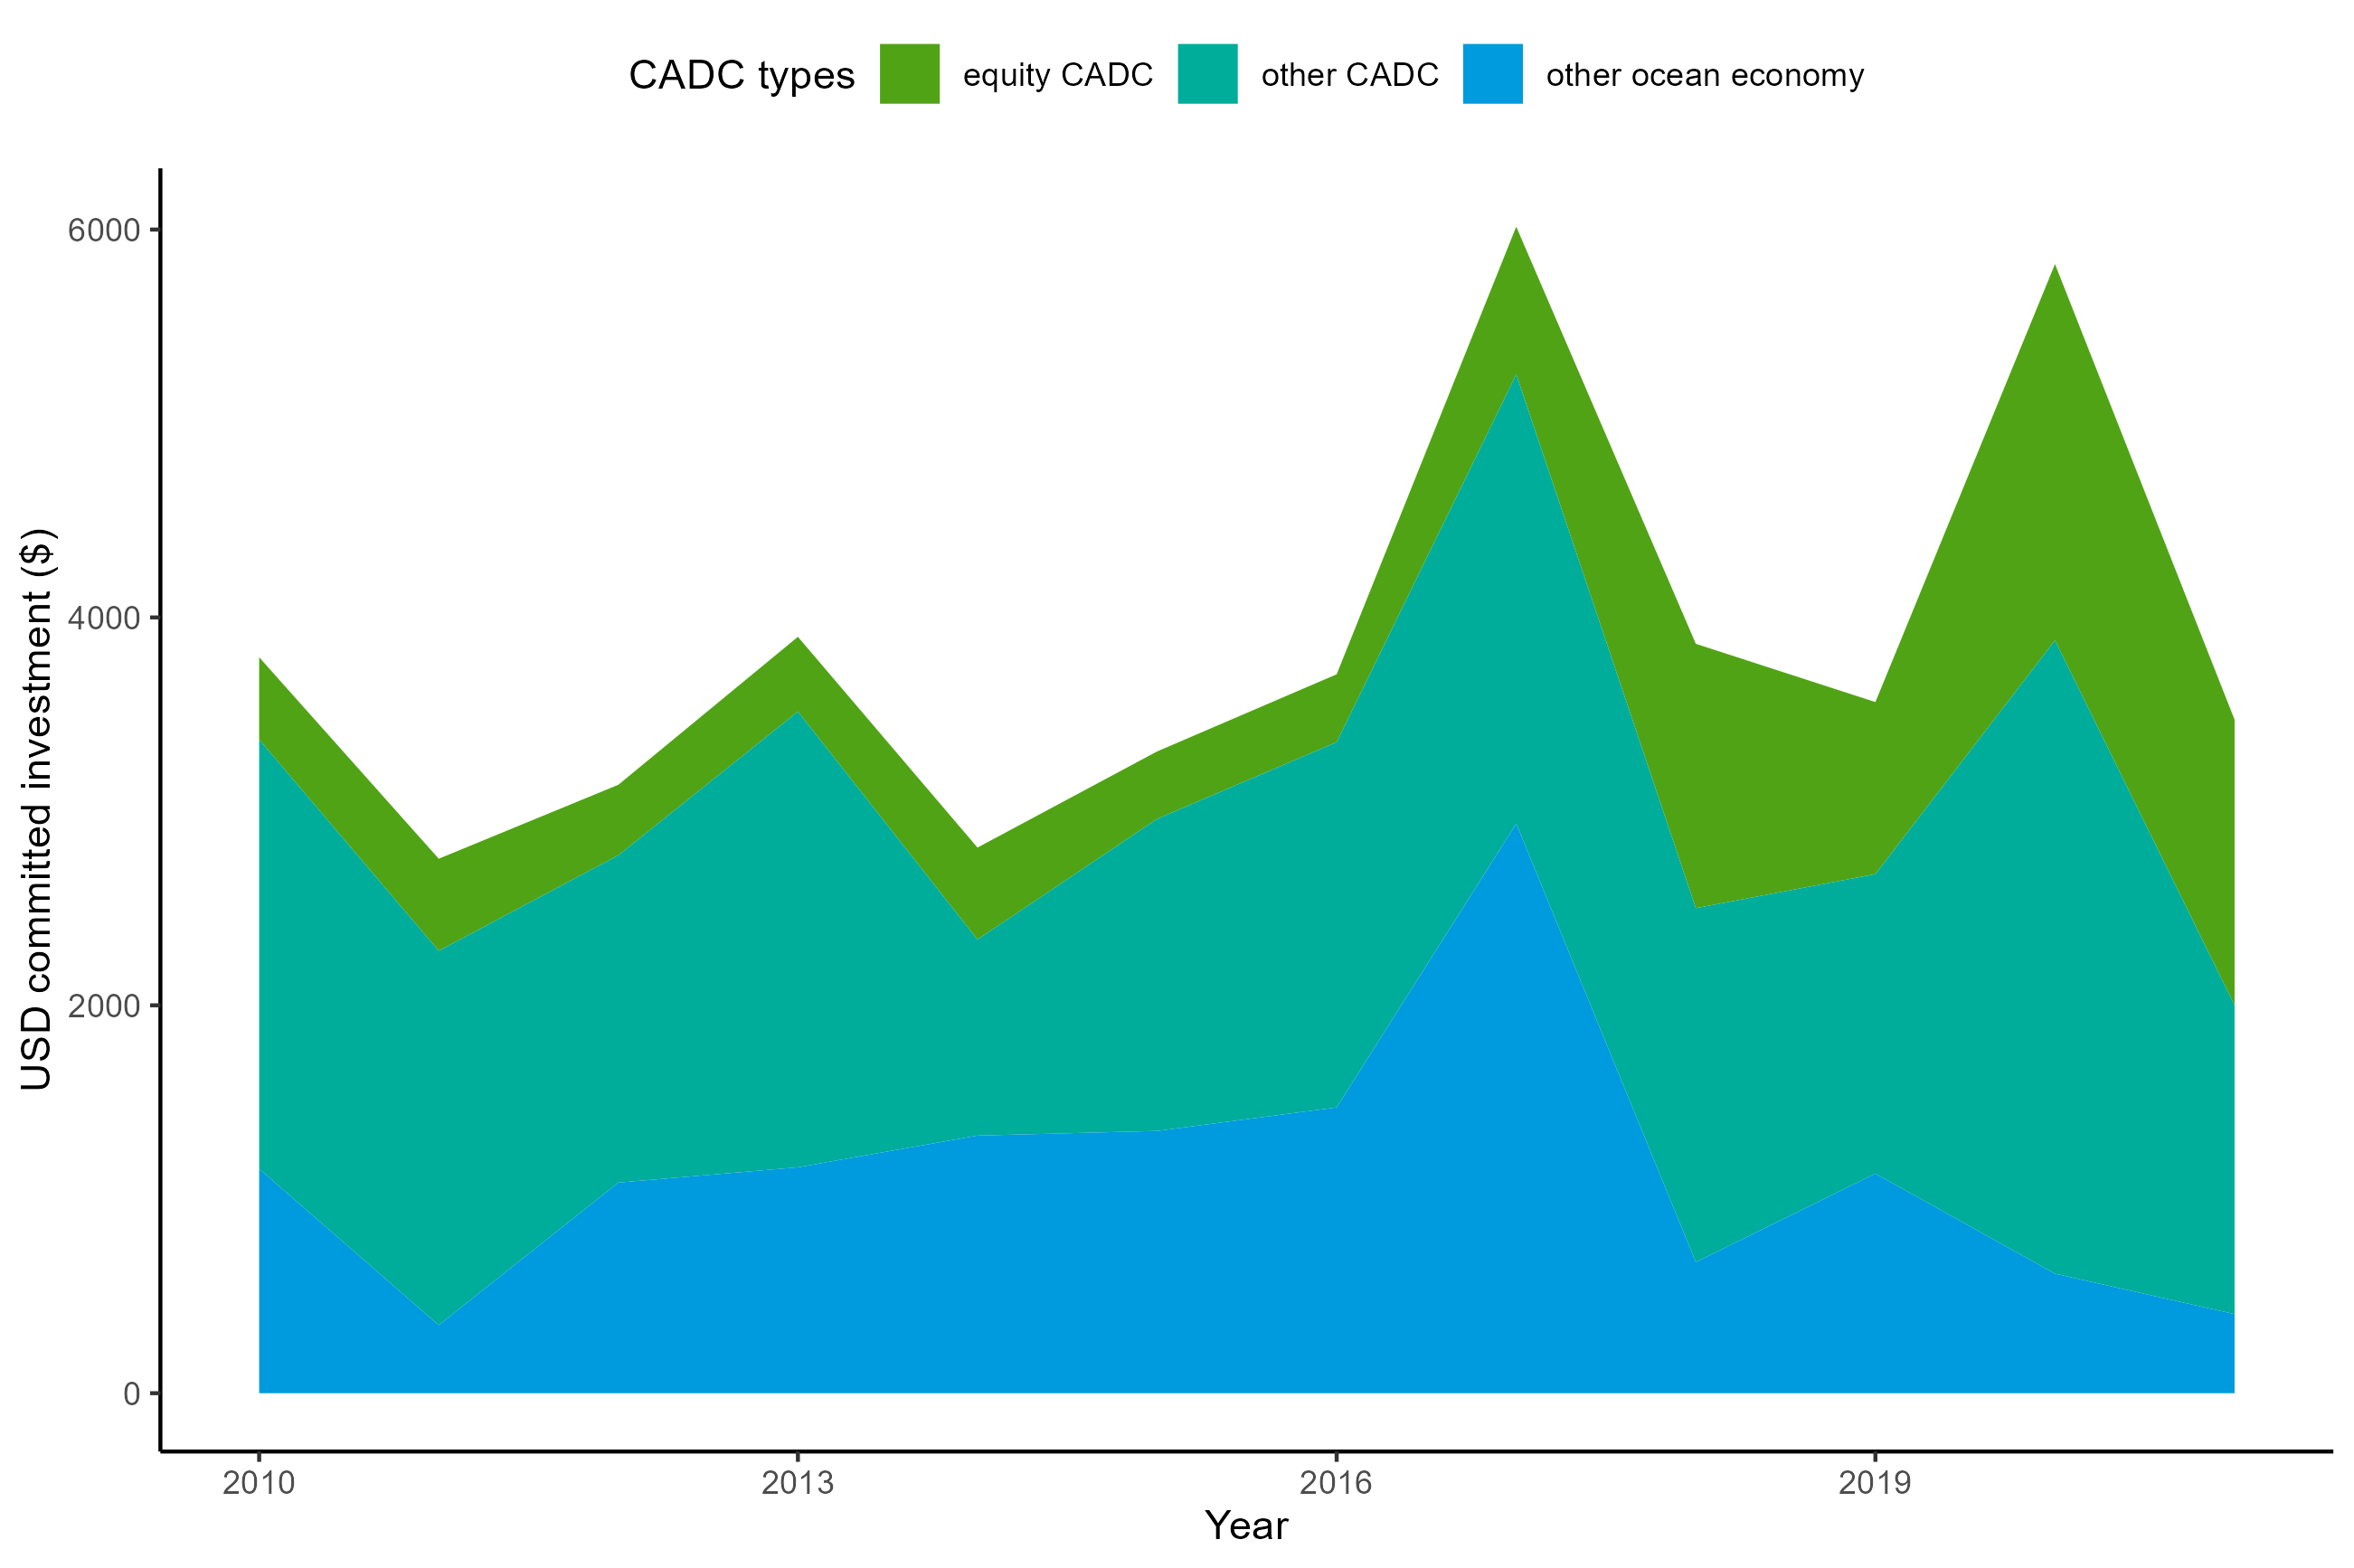 CADC types equity CADC other CADC other ocean economy
USD committed investment ($)
6000
4000
2000
0
2010 2013 2016 2019
Year